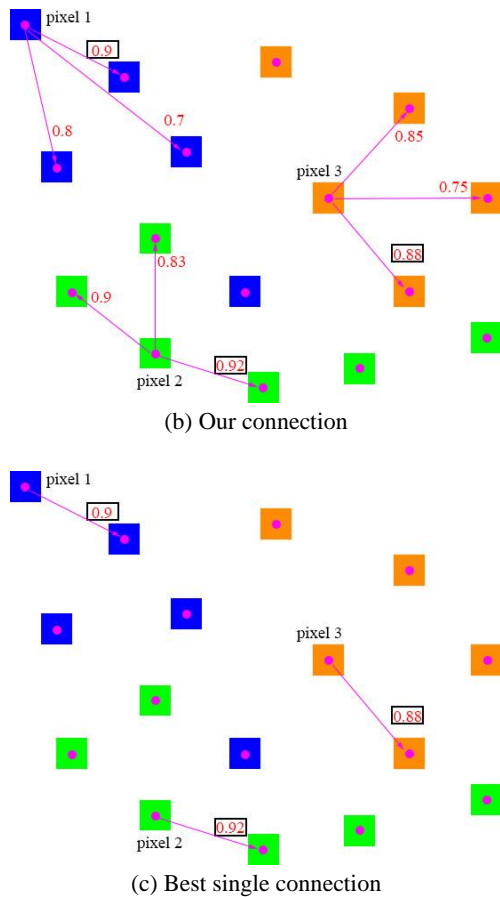 pixel 1
0.9
0.7
0.8
0.85
pixel 3
0.75
0.83
0.88
0.9
0.92
pixel 2
(b) Our connection
pixel 1
0.9
pixel 3
0.88
0.92
pixel 2
(c) Best single connection